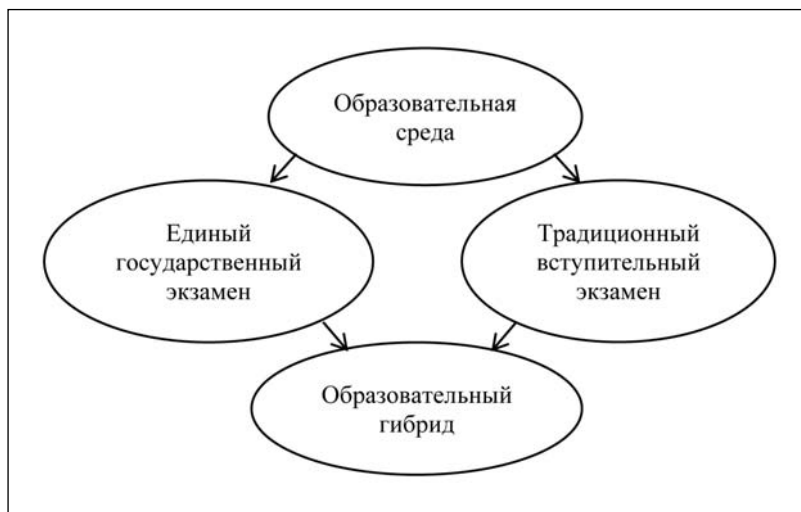 Образовательная
среда
Единый
государственный
экзамен
Традиционный
вступительный
экзамен
Образовательный
гибрид